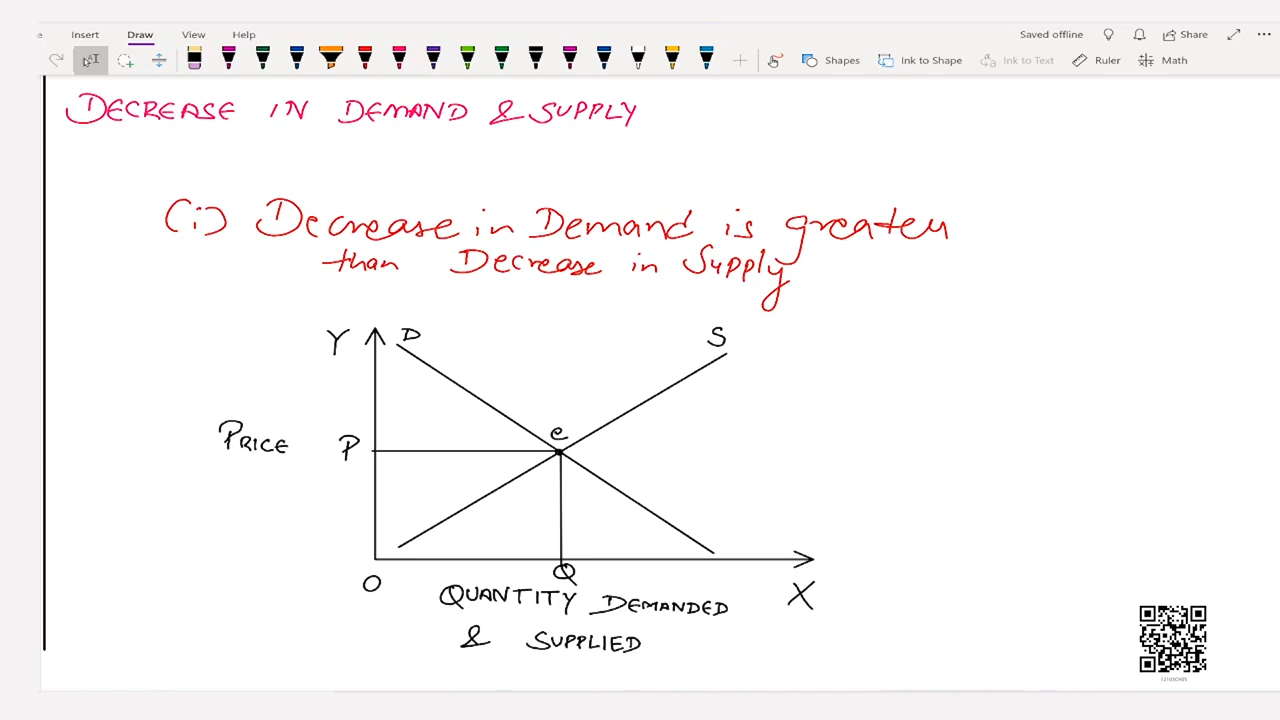 Insert Draw View Help
Saved offline Share
Shapes Ink to Shape Ink to Text Ruler Math
DECREASE IN DEMAND & SUPPLY
(i) Decrease in Demand is greater
than Decrease in Supply
Y D S
e
PRICE P
O Q X
QUANTITY DEMANDED
& SUPPLIED
12103CH05